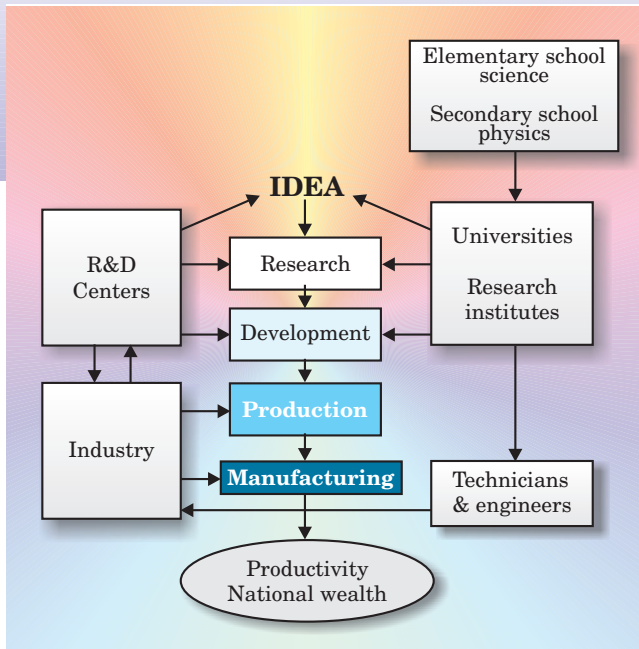 Elementary school
science
Secondary school
physics
IDEA
Universities
Research
institutes
R&D
Centers
Research
Development
Production
Industry
Manufacturing
Technicians
& engineers
Productivity
National wealth